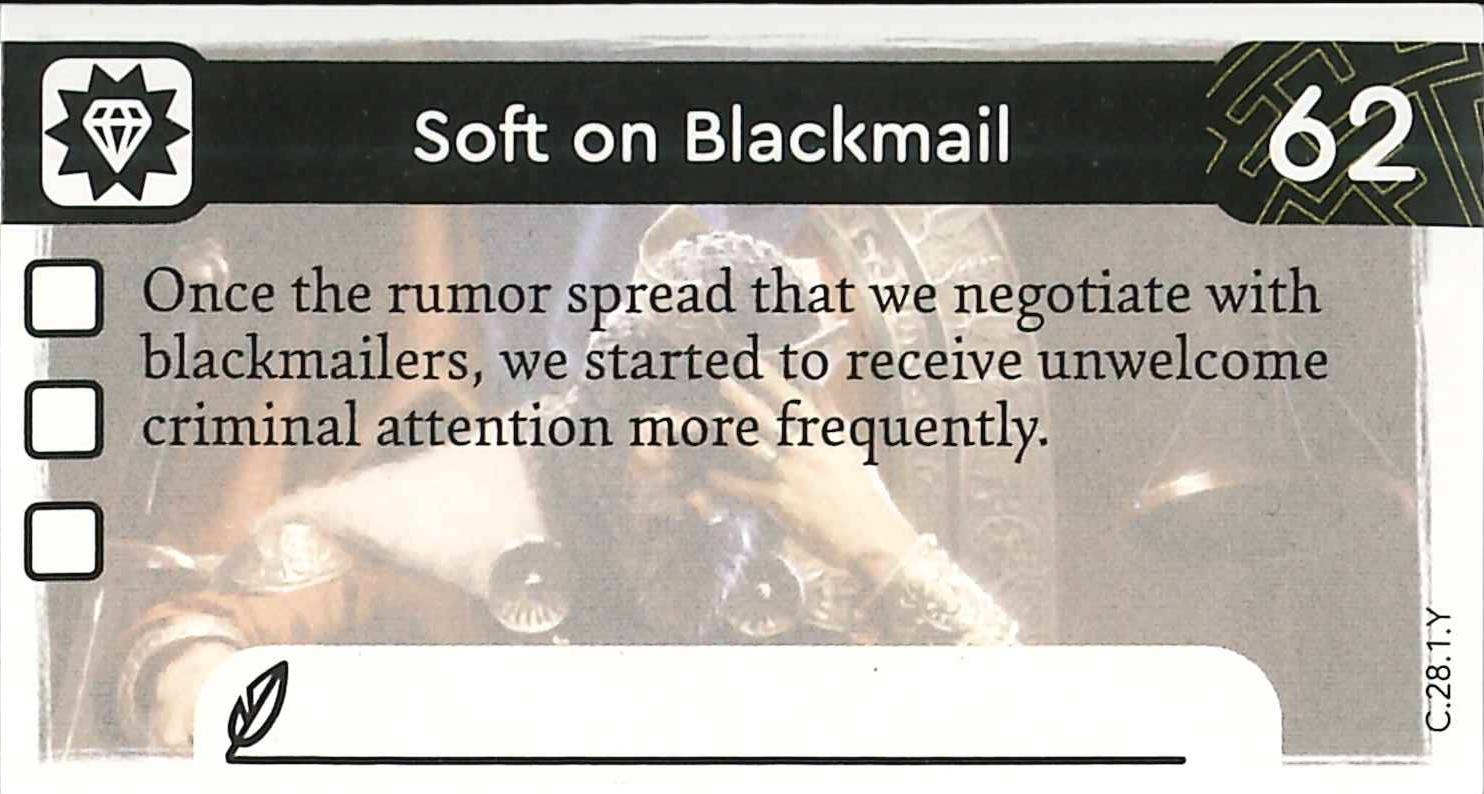 Soft on Blackmail
62
Once the rumor spread that we negotiate with
blackmailers, we started to receive unwelcome
criminal attention more frequently.
C.28.1.Y